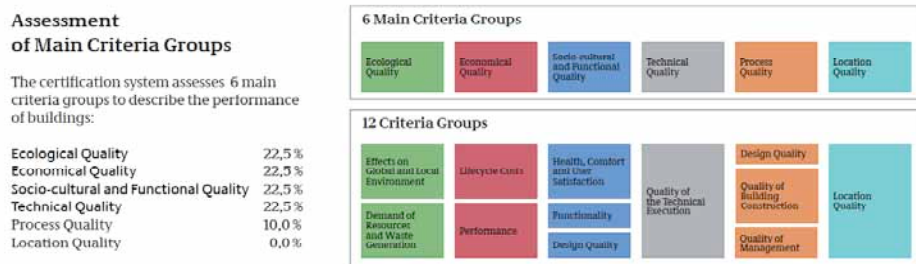 Assessment
of Main Criteria Groups
The certification system assesses 6 main
criteria groups to describe the performance
of buildings:
Ecological Quality 22,5 %
Economical Quality 22,5 %
Socio-cultural and Functional Quality 22,5 %
Technical Quality 22,5 %
Process Quality 10,0 %
Location Quality 0,0 %
6 Main Criteria Groups
Ecological
Quality
Economical
Quality
Socio-cultural
and Functional
Quality
Technical
Quality
Process
Quality
Location
Quality
12 Criteria Groups
Effects on
Global and Local
Environment
Demand of
Resources
and Waste
Generation
Lifecycle Costs
Performance
Health, Comfort
and User
Satisfaction
Functionality
Design Quality
Quality of
the Technical
Execution
Design Quality
Quality of
Building
Construction
Quality of
Management
Location
Quality